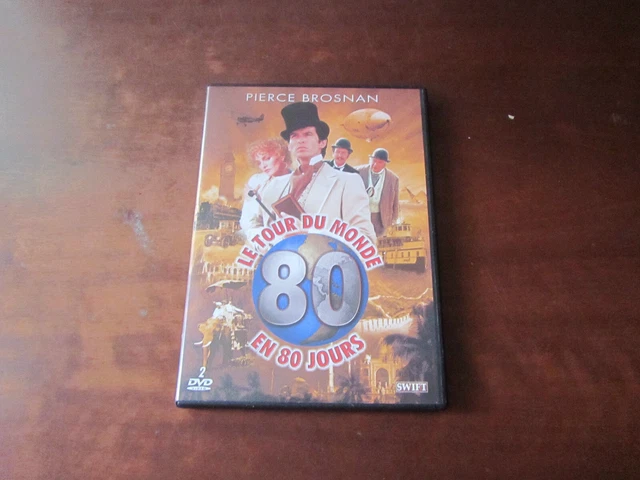 PIERCE BROSNAN
LE TOUR DU MONDE
80
EN 80 JOURS
2
DVD
SWIFT